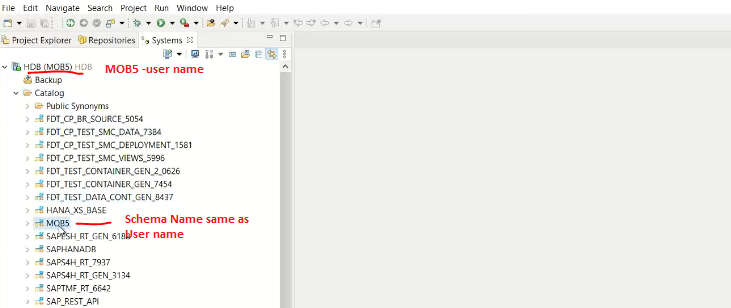 File Edit Navigate Search Project Run Window Help
Project Explorer Repositories Systems
HDB (MOB5) HDB MOB5 -user name
Backup
Catalog
Public Synonyms
FDT_CP_BR_SOURCE_5054
FDT_CP_TEST_SMC_DATA_7384
FDT_CP_TEST_SMC_DEPLOYMENT_1581
FDT_CP_TEST_SMC_VIEWS_5996
FDT_TEST_CONTAINER_GEN_2_0626
FDT_TEST_CONTAINER_GEN_7454
FDT_TEST_DATA_CONT_GEN_8437
HANA_XS_BASE
MOB5 Schema Name same as
User name
SAPESH_RT_GEN_6188
SAPHANADB
SAPS4H_RT_7937
SAPS4H_RT_GEN_3134
SAPTMF_RT_6642
SAP_REST_API